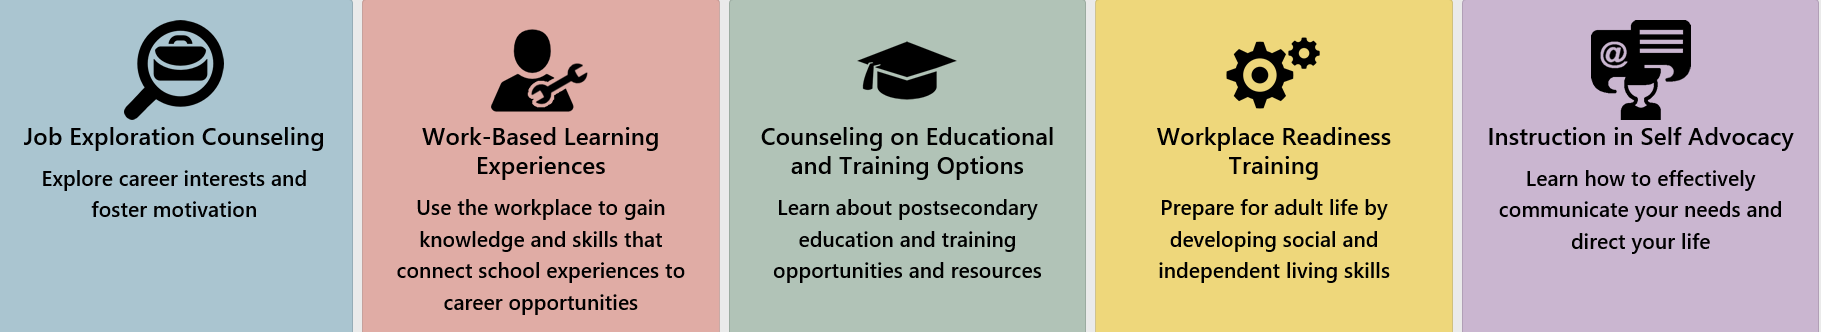 Job Exploration Counseling
Explore career interests and
foster motivation
Work-Based Learning
Experiences
Use the workplace to gain
knowledge and skills that
connect school experiences to
career opportunities
Counseling on Educational
and Training Options
Learn about postsecondary
education and training
opportunities and resources
Workplace Readiness
Training
Prepare for adult life by
developing social and
independent living skills
@
Instruction in Self Advocacy
Learn how to effectively
communicate your needs and
direct your life